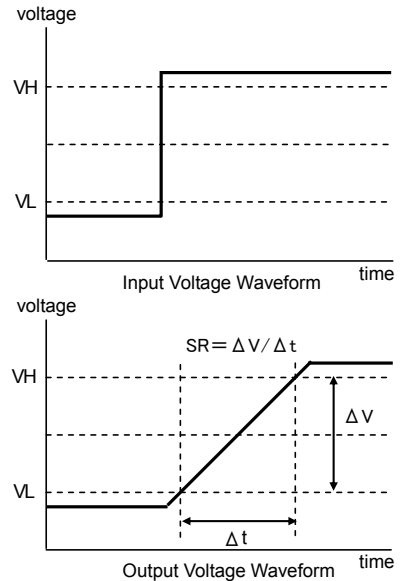 voltage
VH
VL
Input Voltage Waveform
time
voltage
SR=ΔV/Δt
VH
ΔV
VL
Δt
Output Voltage Waveform
time